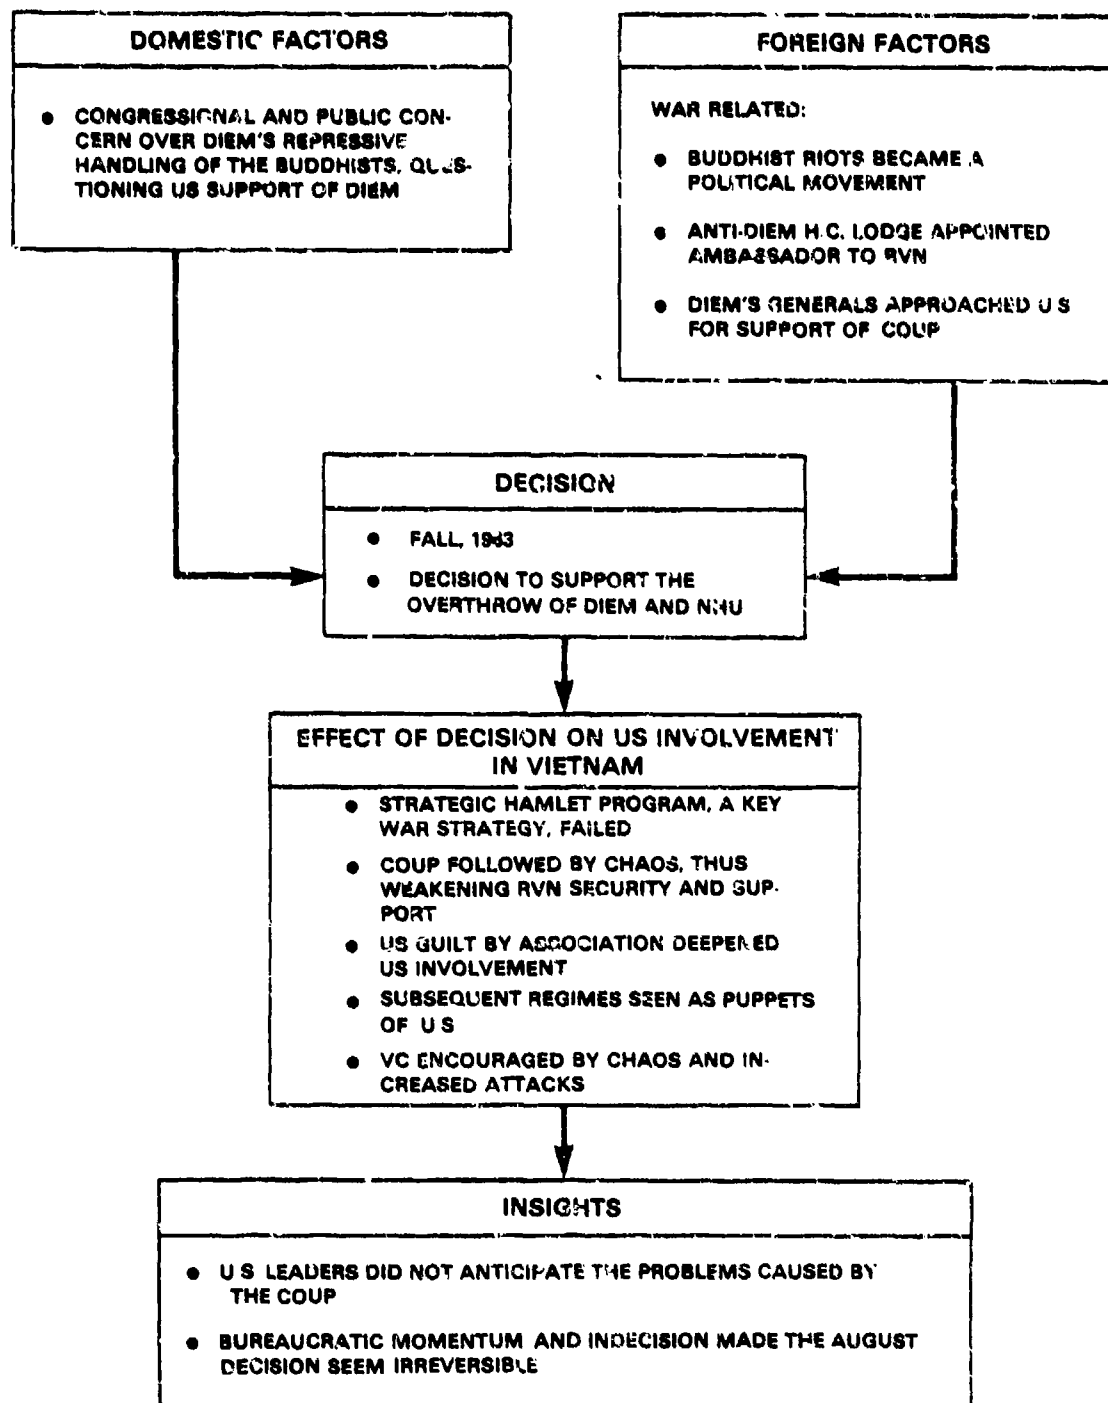 DOMESTIC FACTORS
• CONGRESSIONAL AND PUBLIC CON-
CERN OVER DIEM'S REPRESSIVE
HANDLING OF THE BUDDHISTS, QUES-
TIONING US SUPPORT OF DIEM
FOREIGN FACTORS
WAR RELATED:
• BUDDHIST RIOTS BECAME A
POLITICAL MOVEMENT
• ANTI-DIEM H.C. LODGE APPOINTED
AMBASSADOR TO RVN
• DIEM'S GENERALS APPROACHED U S
FOR SUPPORT OF COUP
DECISION
• FALL, 1963
• DECISION TO SUPPORT THE
OVERTHROW OF DIEM AND NHU
EFFECT OF DECISION ON US INVOLVEMENT
IN VIETNAM
• STRATEGIC HAMLET PROGRAM, A KEY
WAR STRATEGY, FAILED
• COUP FOLLOWED BY CHAOS, THUS
WEAKENING RVN SECURITY AND SUP-
PORT
• US GUILT BY ASSOCIATION DEEPENED
US INVOLVEMENT
• SUBSEQUENT REGIMES SEEN AS PUPPETS
OF U S
• VC ENCOURAGED BY CHAOS AND IN-
CREASED ATTACKS
INSIGHTS
• U S LEADERS DID NOT ANTICIPATE THE PROBLEMS CAUSED BY
THE COUP
• BUREAUCRATIC MOMENTUM AND INDECISION MADE THE AUGUST
DECISION SEEM IRREVERSIBLE